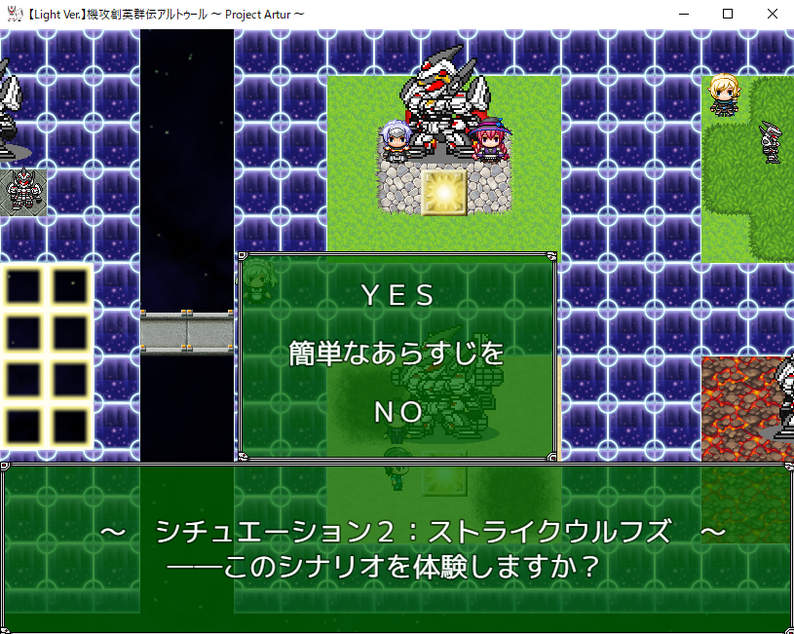 【Light Ver.】機攻創英群伝アルトゥール ～ Project Artur ～
ＹＥＳ
簡単なあらすじを
ＮＯ
～　シチュエーション２：ストライクウルフズ　～
――このシナリオを体験しますか？